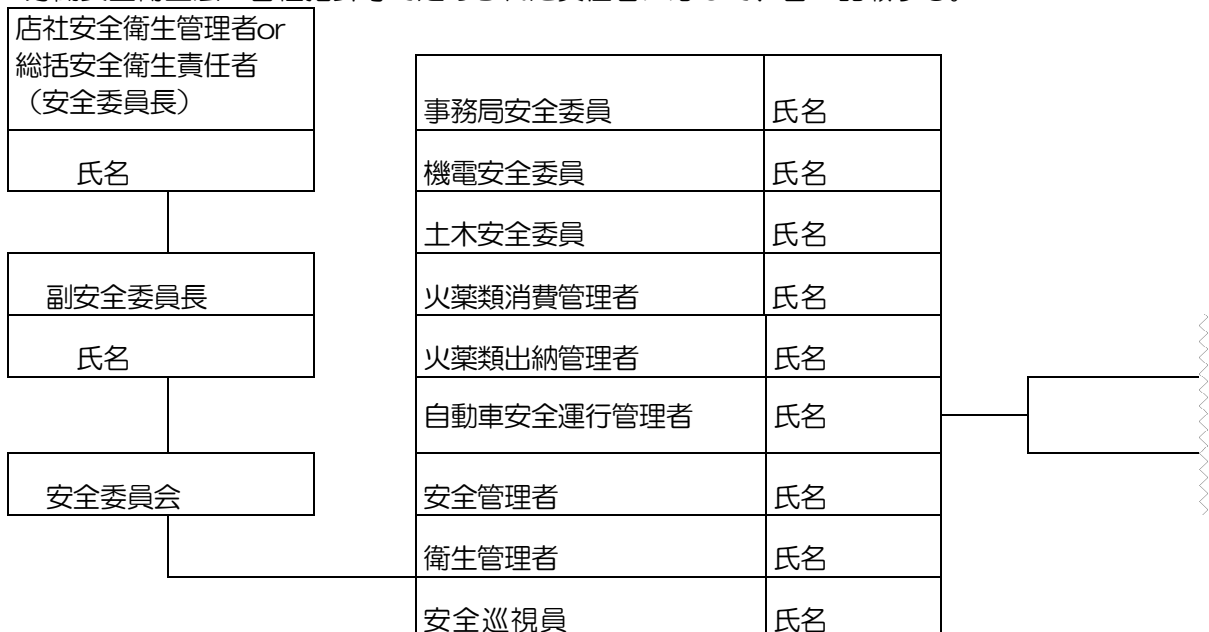 店社安全衛生管理者or
総括安全衛生責任者
（安全委員長）
氏名
副安全委員長
氏名
安全委員会
事務局安全委員 氏名
機電安全委員 氏名
土木安全委員 氏名
火薬類消費管理者 氏名
火薬類出納管理者 氏名
自動車安全運行管理者 氏名
安全管理者 氏名
衛生管理者 氏名
安全巡視員 氏名